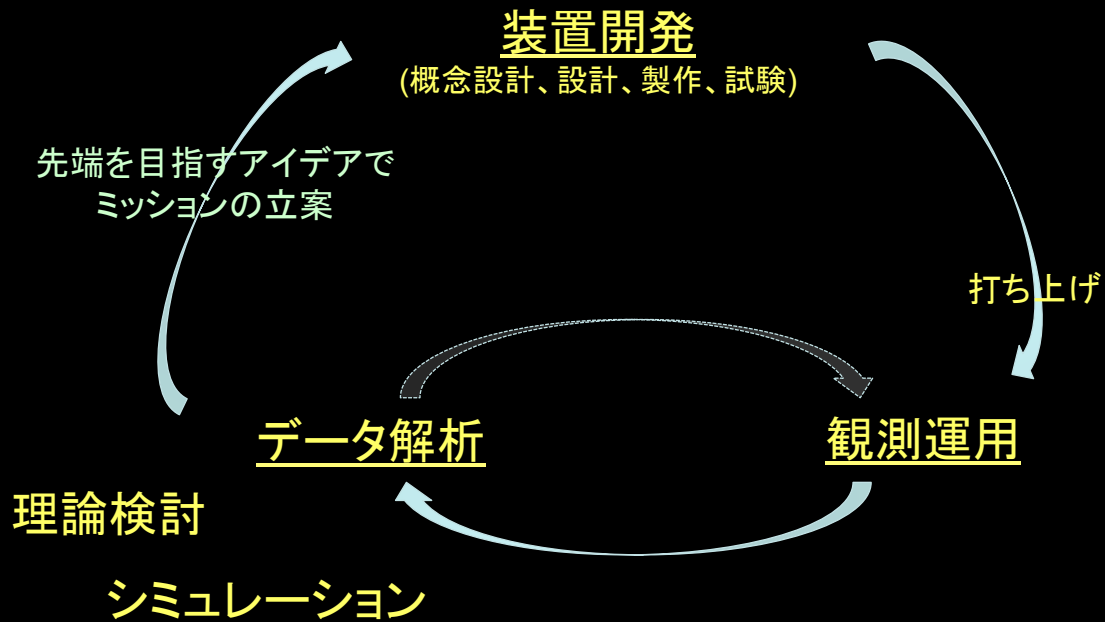 装置開発
(概念設計、設計、製作、試験)
先端を目指すアイデアで
ミッションの立案
打ち上げ
データ解析
観測運用
理論検討
シミュレーション